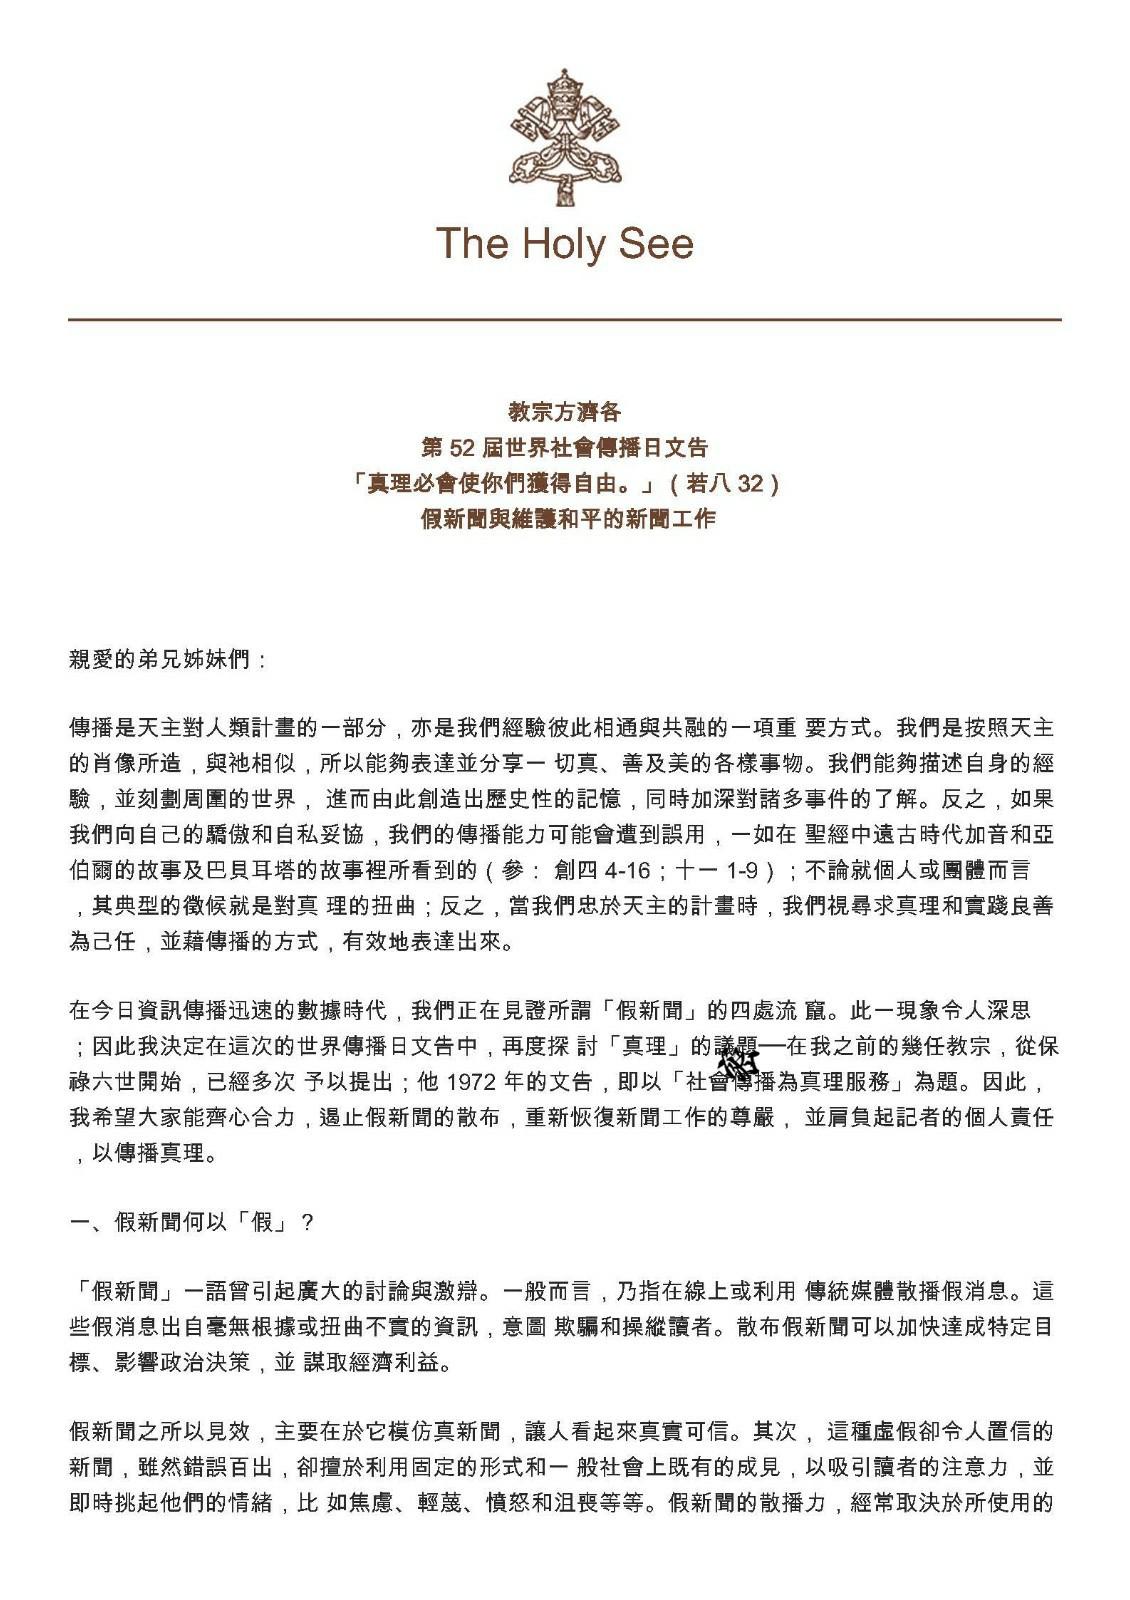 The Holy See
教宗方濟各
第 52 屆世界社會傳播日文告
「真理必會使你們獲得自由。」（若八 32）
假新聞與維護和平的新聞工作
親愛的弟兄姊妹們：
傳播是天主對人類計畫的一部分，亦是我們經驗彼此相通與共融的一項重 要方式。我們是按照天主
的肖像所造，與祂相似，所以能夠表達並分享一 切真、善及美的各樣事物。我們能夠描述自身的經
驗，並刻劃周圍的世界， 進而由此創造出歷史性的記憶，同時加深對諸多事件的了解。反之，如果
我們向自己的驕傲和自私妥協，我們的傳播能力可能會遭到誤用，一如在 聖經中遠古時代加音和亞
伯爾的故事及巴貝耳塔的故事裡所看到的（參： 創四 4-16；十一 1-9）；不論就個人或團體而言
，其典型的徵候就是對真 理的扭曲；反之，當我們忠於天主的計畫時，我們視尋求真理和實踐良善
為己任，並藉傳播的方式，有效地表達出來。
在今日資訊傳播迅速的數據時代，我們正在見證所謂「假新聞」的四處流 竄。此一現象令人深思
；因此我決定在這次的世界傳播日文告中，再度探 討「真理」的議題──在我之前的幾任教宗，從保
祿六世開始，已經多次 予以提出；他 1972 年的文告，即以「社會傳播為真理服務」為題。因此，
我希望大家能齊心合力，遏止假新聞的散布，重新恢復新聞工作的尊嚴， 並肩負起記者的個人責任
，以傳播真理。
一、假新聞何以「假」？
「假新聞」一語曾引起廣大的討論與激辯。一般而言，乃指在線上或利用 傳統媒體散播假消息。這
些假消息出自毫無根據或扭曲不實的資訊，意圖 欺騙和操縱讀者。散布假新聞可以加快達成特定目
標、影響政治決策，並 謀取經濟利益。
假新聞之所以見效，主要在於它模仿真新聞，讓人看起來真實可信。其次， 這種虛假卻令人置信的
新聞，雖然錯誤百出，卻擅於利用固定的形式和一 般社會上既有的成見，以吸引讀者的注意力，並
即時挑起他們的情緒，比 如焦慮、輕蔑、憤怒和沮喪等等。假新聞的散播力，經常取決於所使用的